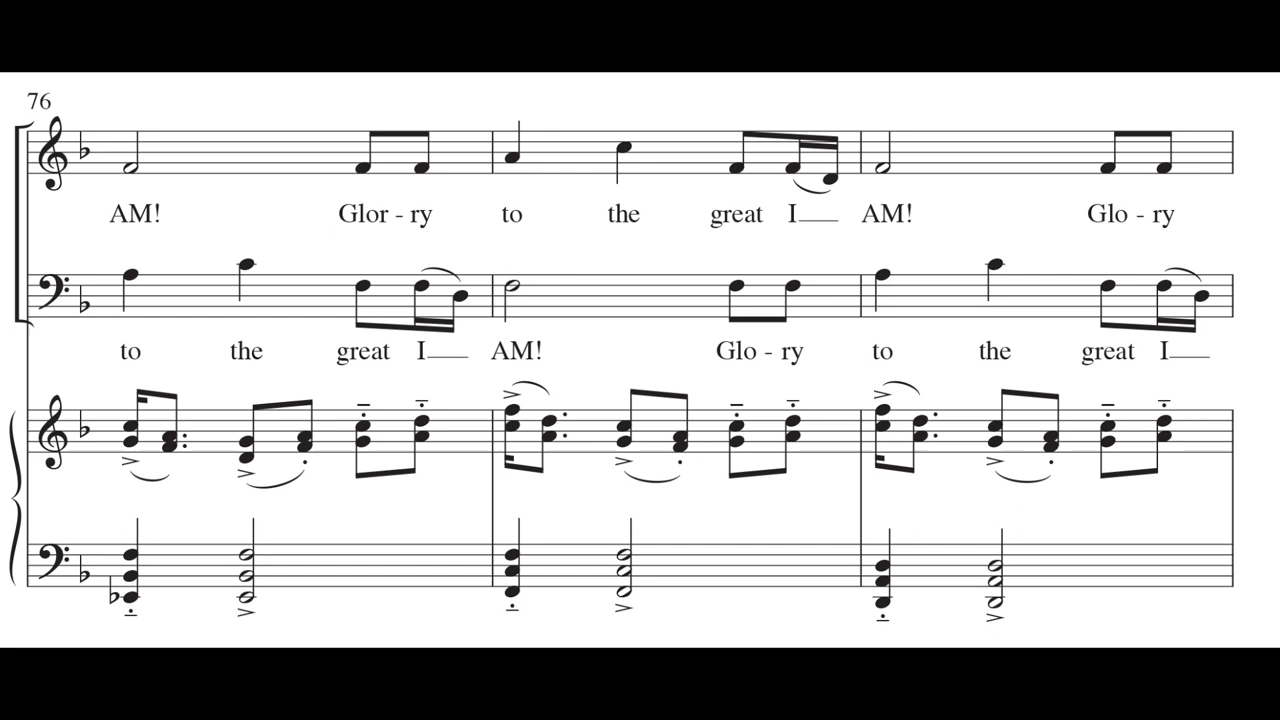 76
AM! Glor - ry to the great I AM! Glo - ry
to the great I AM! Glo - ry to the great I